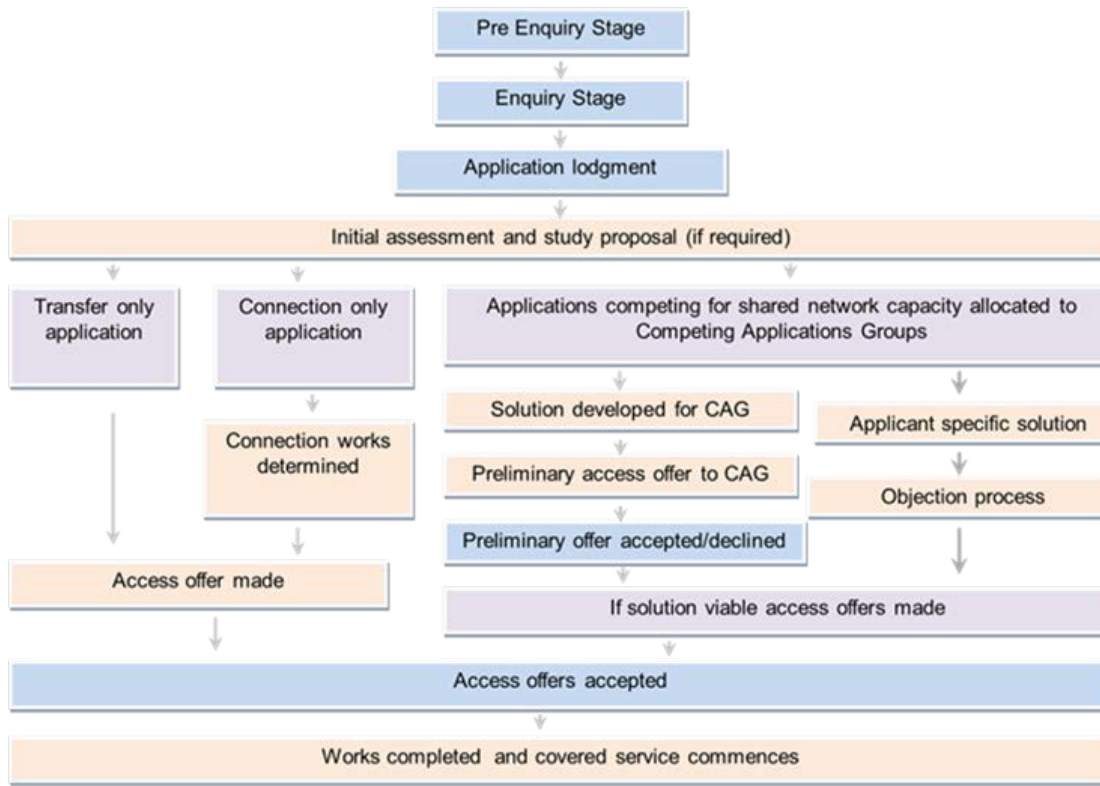 Pre Enquiry Stage
Enquiry Stage
Application lodgment
Initial assessment and study proposal (if required)
Transfer only
application
Connection only
application
Connection works
determined
Access offer made
Applications competing for shared network capacity allocated to
Competing Applications Groups
Solution developed for CAG
Preliminary access offer to CAG
Preliminary offer accepted/declined
Applicant specific solution
Objection process
If solution viable access offers made
Access offers accepted
Works completed and covered service commences